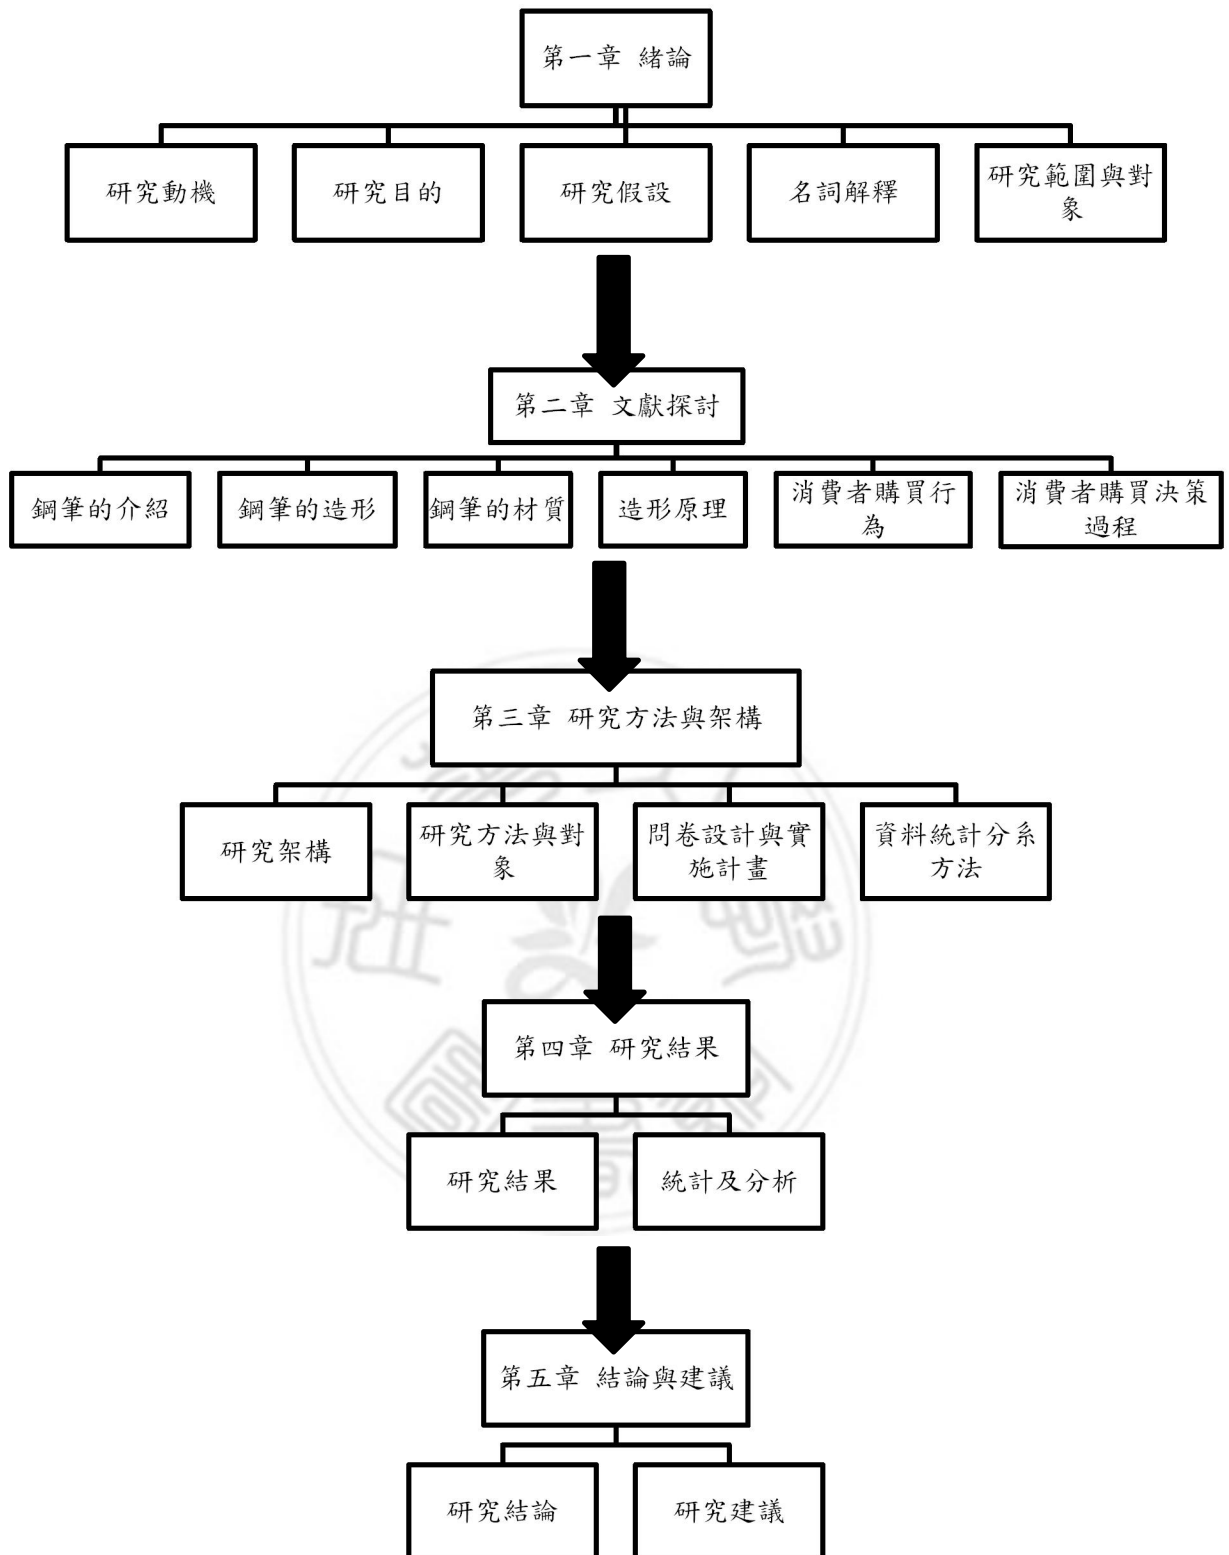 第一章 緒論
研究動機
研究目的
研究假設
名詞解釋
研究範圍與對
象
第二章 文獻探討
鋼筆的介紹
鋼筆的造形
鋼筆的材質
造形原理
消費者購買行
為
消費者購買決策
過程
第三章 研究方法與架構
研究架構
研究方法與對
象
問卷設計與實
施計畫
資料統計分系
方法
第四章 研究結果
研究結果
統計及分析
第五章 結論與建議
研究結論
研究建議